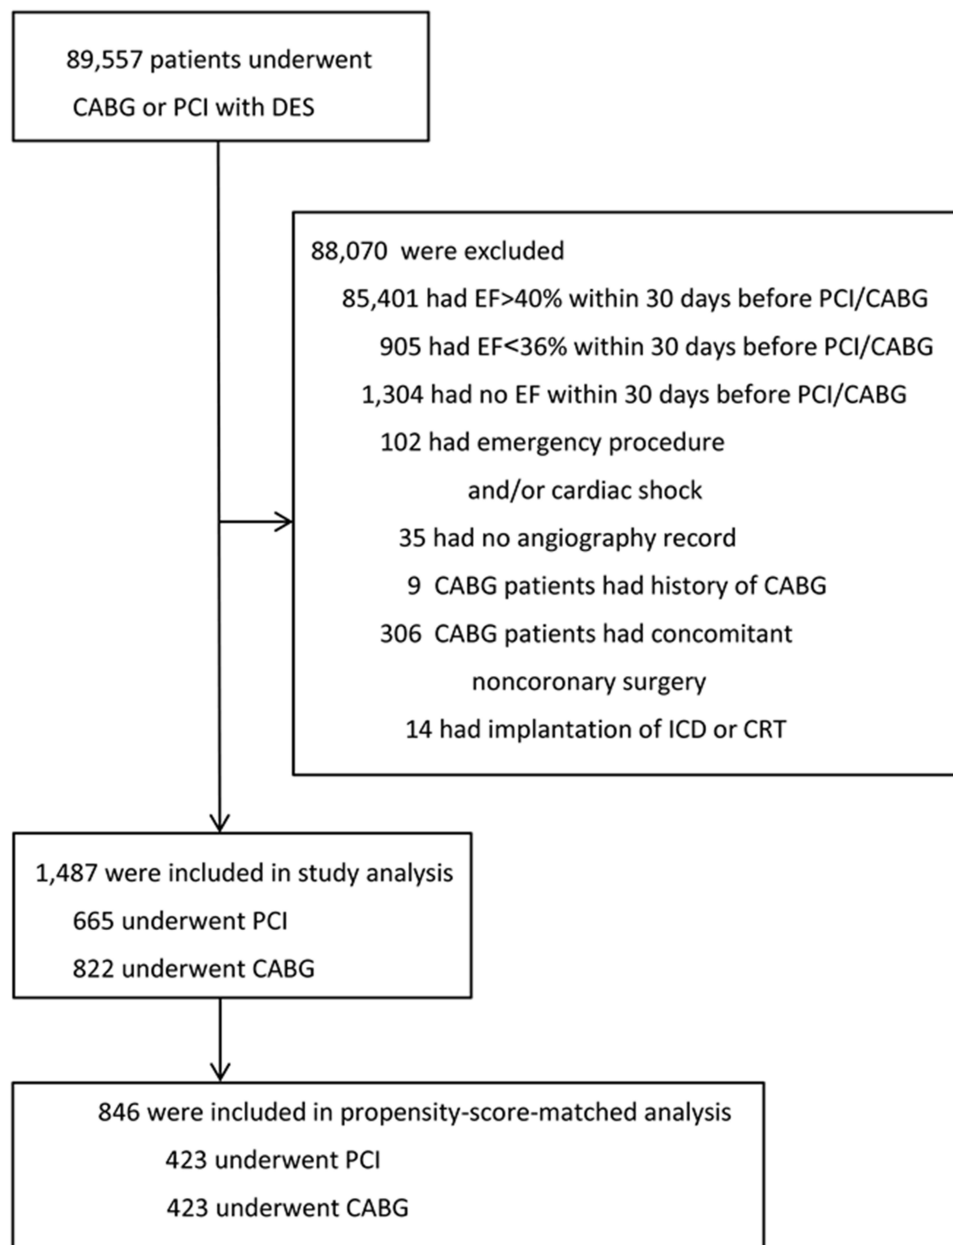 89,557 patients underwent
CABG or PCI with DES
88,070 were excluded
85,401 had EF>40% within 30 days before PCI/CABG
905 had EF<36% within 30 days before PCI/CABG
1,304 had no EF within 30 days before PCI/CABG
102 had emergency procedure
and/or cardiac shock
35 had no angiography record
9 CABG patients had history of CABG
306 CABG patients had concomitant
noncoronary surgery
14 had implantation of ICD or CRT
1,487 were included in study analysis
665 underwent PCI
822 underwent CABG
846 were included in propensity-score-matched analysis
423 underwent PCI
423 underwent CABG